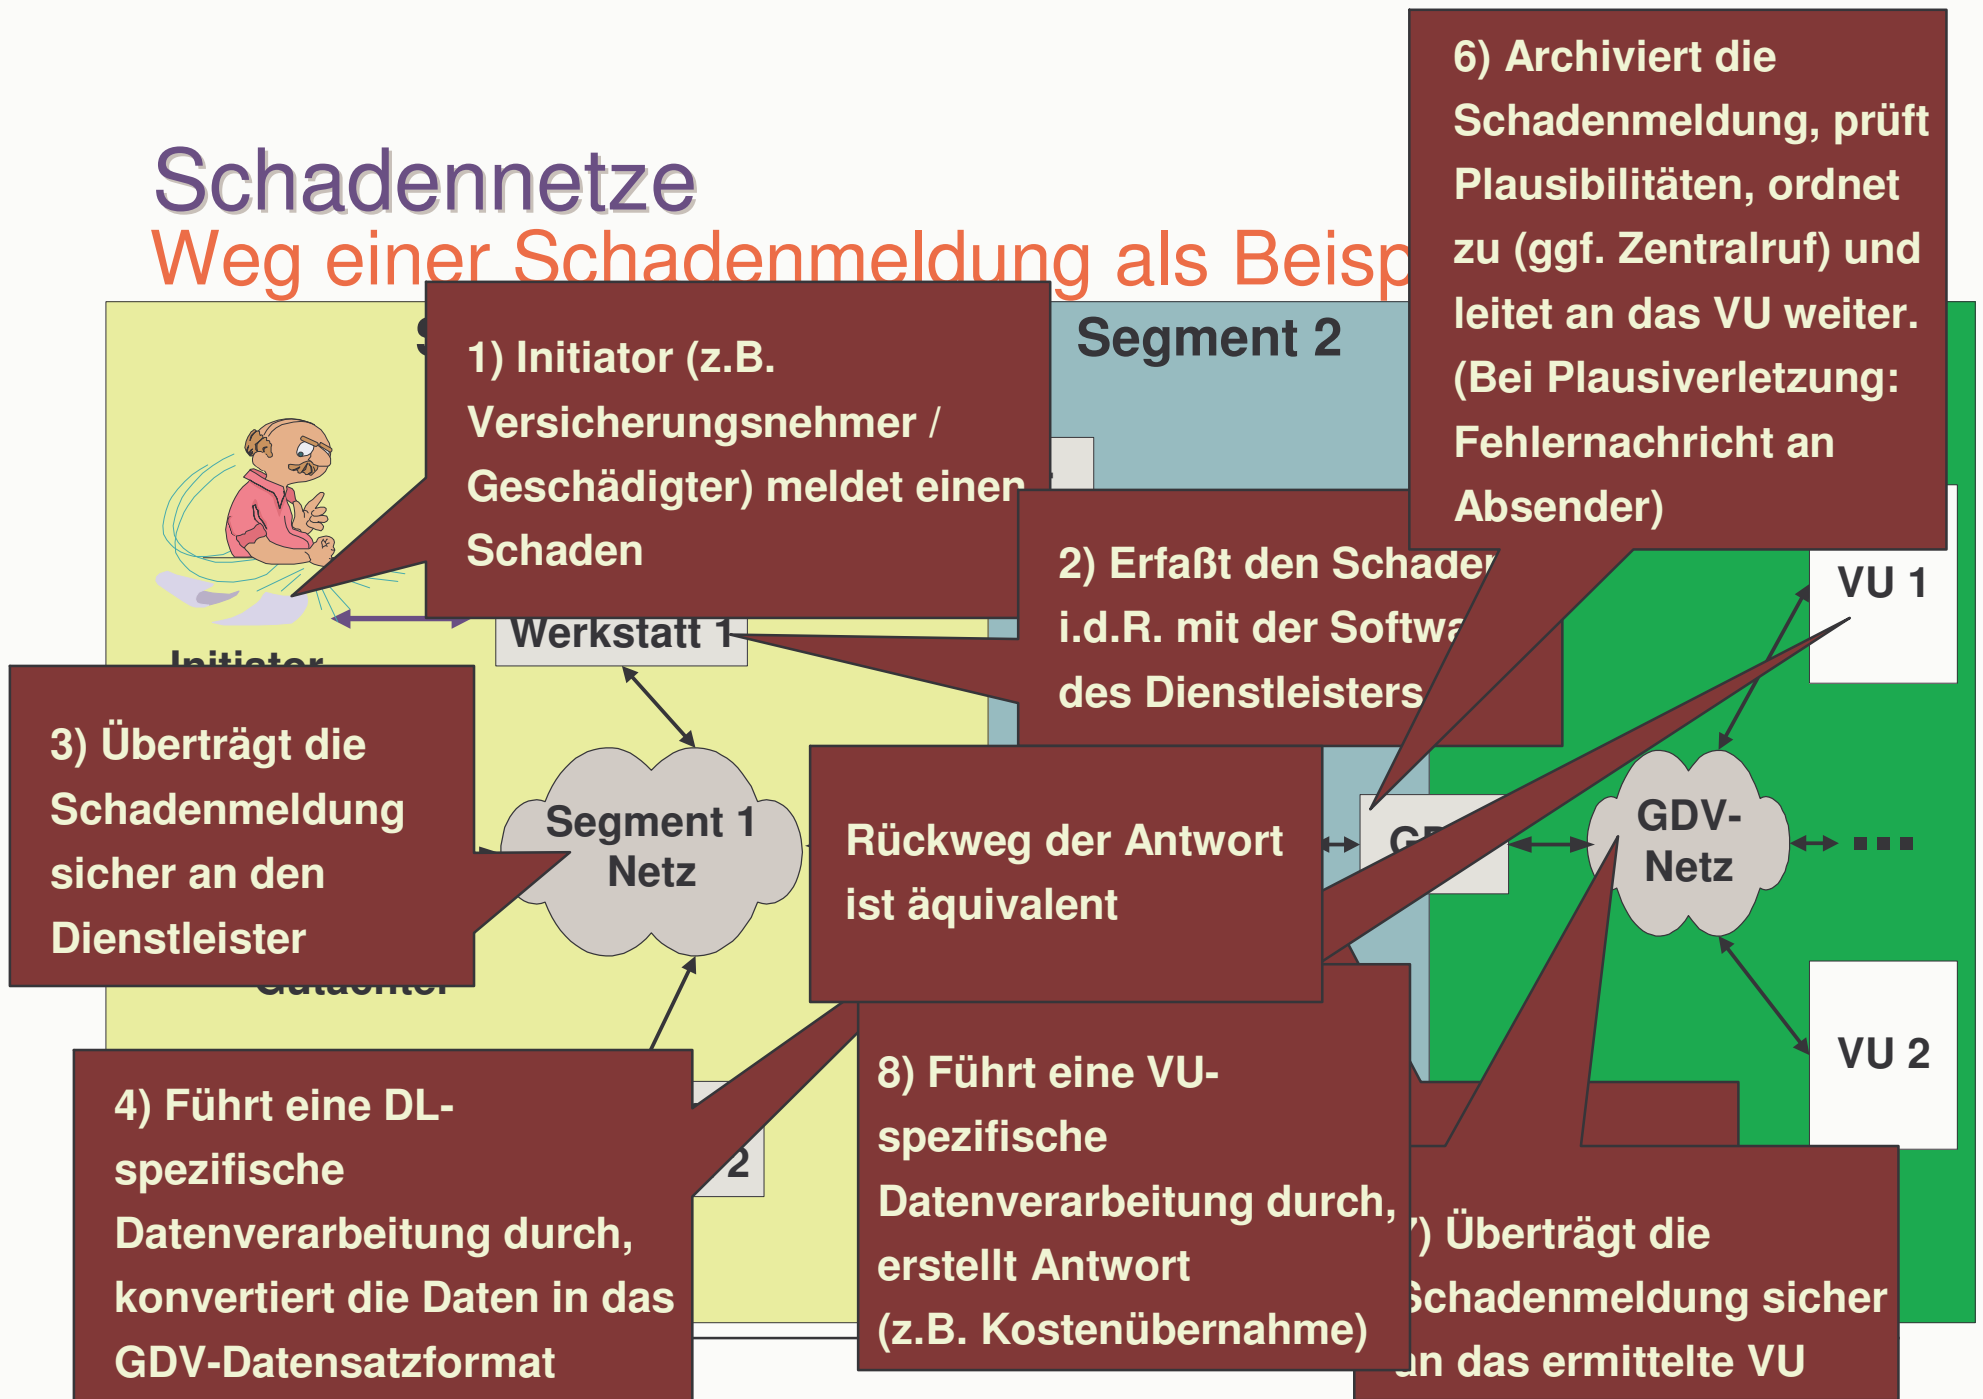 Schadennetze
Weg einer Schadenmeldung als
Segment 2
1) Initiator (z.B.
Versicherungsnehmer /
Geschädigter) meldet einen
Schaden
6) Archiviert die
Schadenmeldung, prüft
Plausibilitäten, ordnet
zu (ggf. Zentralruf) und
leitet an das VU weiter.
(Bei Plausiverletzung:
Fehlernachricht an
Absender)
2) Erfaßt den Schaden
i.d.R. mit der
des Dienstleisters
VU 1
Werkstatt 1
Initiator
3) Überträgt die
Schadenmeldung
sicher an den
Dienstleister
Segment 1
Netz
Rückweg der Antwort
ist äquivalent
GDV-
Netz
Gutachter
VU 2
4) Führt eine DL-
spezifische
Datenverarbeitung durch,
konvertiert die Daten in das
GDV-Datensatzformat
2
8) Führt eine VU-
spezifische
Datenverarbeitung durch,
erstellt Antwort
(z.B. Kostenübernahme)
7) Überträgt die
Schadenmeldung sicher
an das ermittelte VU